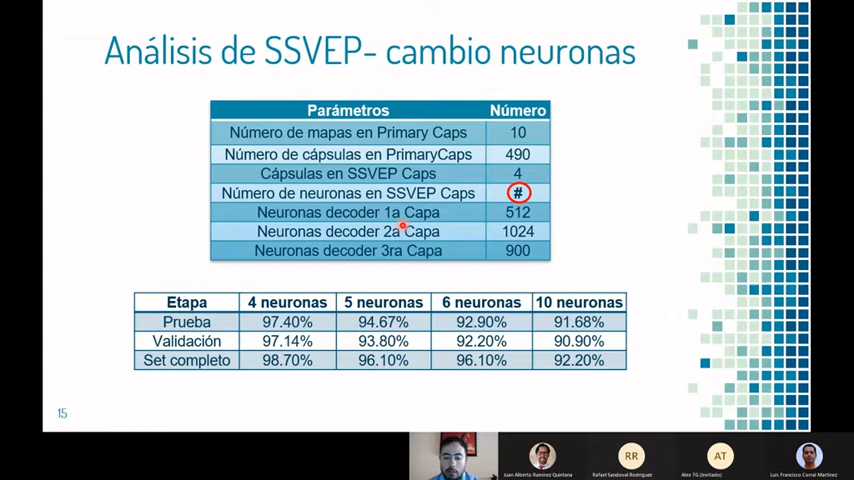 Análisis de SSVEP- cambio neuronas
Parámetros Número
Número de mapas en Primary Caps 10
Número de cápsulas en PrimaryCaps 490
Cápsulas en SSVEP Caps 4
Número de neuronas en SSVEP Caps #
Neuronas decoder 1a Capa 512
Neuronas decoder 2a Capa 1024
Neuronas decoder 3ra Capa 900
Etapa 4 neuronas 5 neuronas 6 neuronas 10 neuronas
Prueba 97.40% 94.67% 92.90% 91.68%
Validación 97.14% 93.80% 92.20% 90.90%
Set completo 98.70% 96.10% 96.10% 92.20%
15
RR
AT
Juan Alberto Ramirez Quintana
Rafael Sandoval Rodriguez
Alex TG (Invitado)
Luis Francisco Corral Martinez